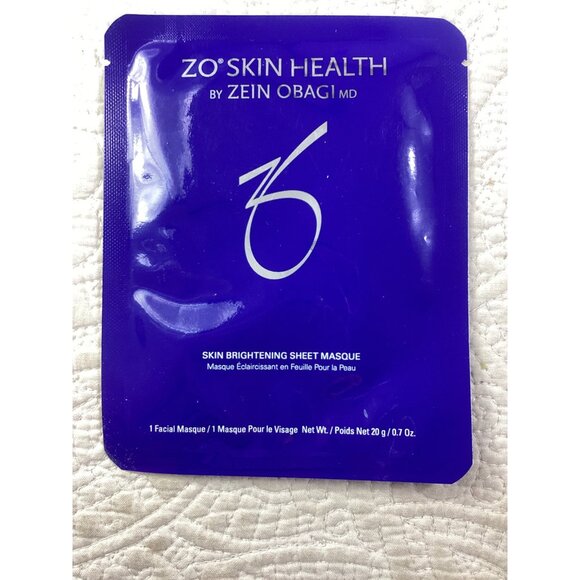 ZO® SKIN HEALTH
BY ZEIN OBAGI MD
SKIN BRIGHTENING SHEET MASQUE
Masque Éclaircissant en Feuille Pour la Peau
1 Facial Masque / 1 Masque Pour le Visage Net Wt. / Poids Net 20 g / 0.7 Oz.